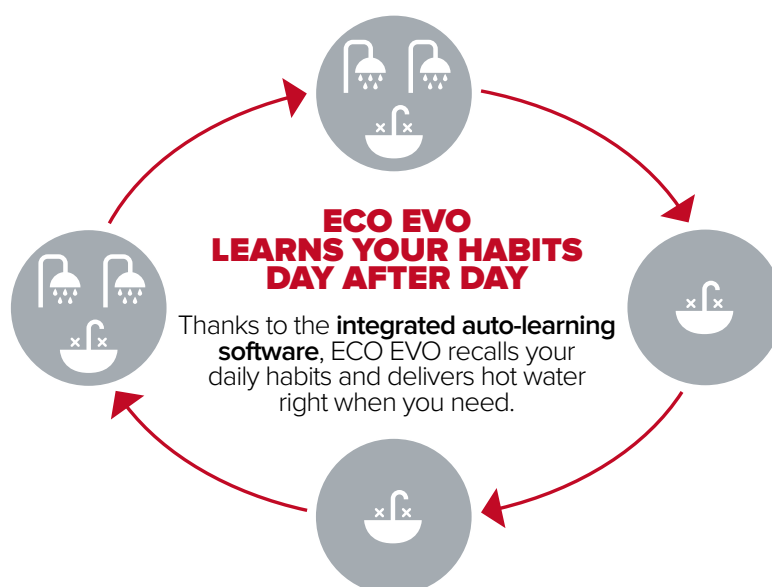 ECO EVO
LEARNS YOUR HABITS
DAY AFTER DAY
Thanks to the integrated auto-learning
software, ECO EVO recalls your
daily habits and delivers hot water
right when you need.